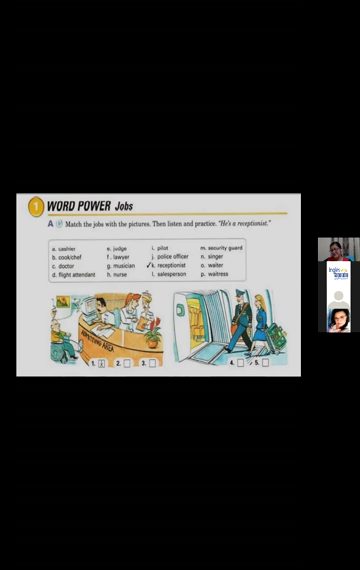 1 WORD POWER Jobs
A Match the jobs with the pictures. Then listen and practice. "He's a receptionist."
a. cashier
b. cook/chef
c. doctor
d. flight attendant
e. judge
f. lawyer
g. musician
h. nurse
i. pilot
j. police officer
✓ k. receptionist
l. salesperson
m. security guard
n. singer
o. waiter
p. waitress
1. k
2.
3.
4.
5.